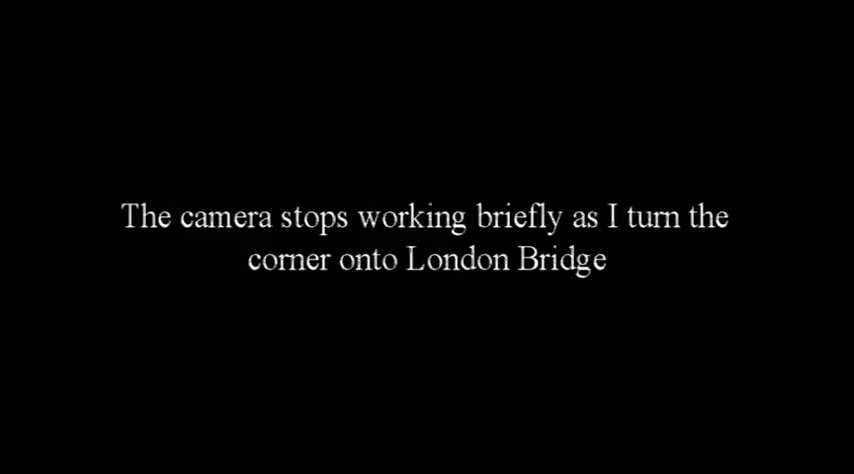 The camera stops working briefly as I turn the
corner onto London Bridge